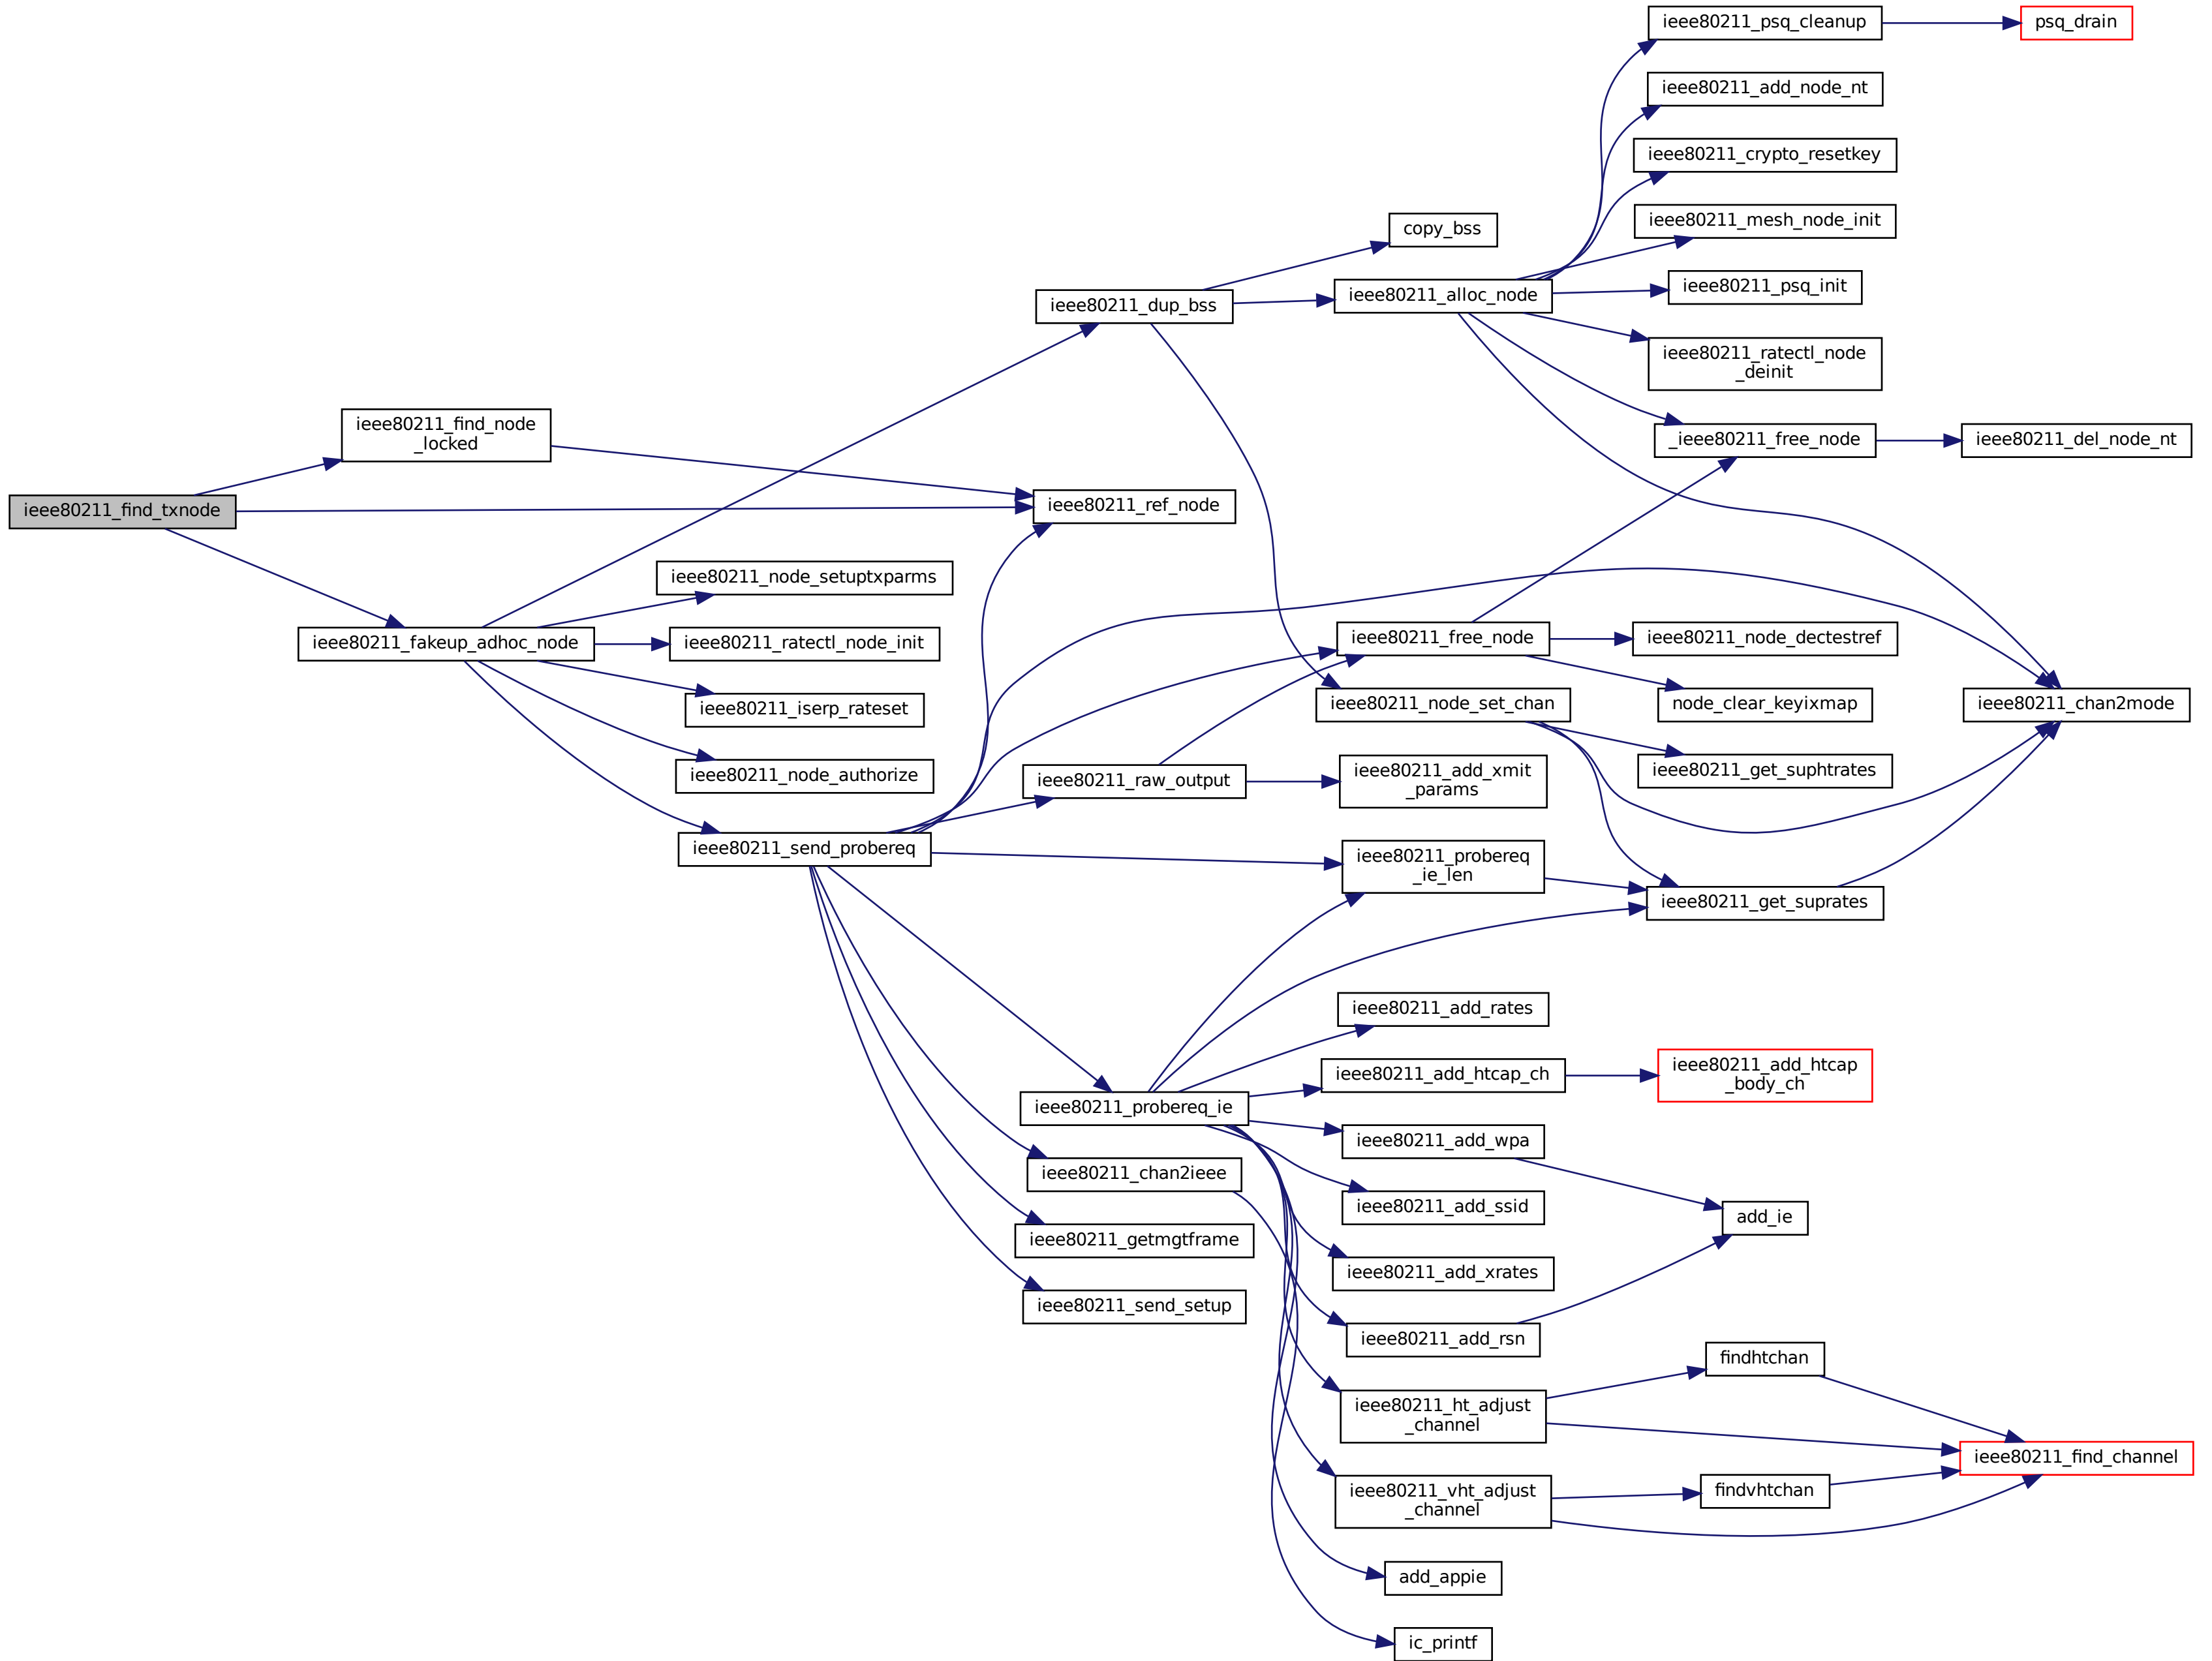 ieee80211_psq_cleanup
psq_drain
ieee80211_add_node_nt
ieee80211_crypto_resetkey
ieee80211_mesh_node_init
copy_bss
ieee80211_psq_init
ieee80211_dup_bss
ieee80211_alloc_node
ieee80211_ratectl_node
_deinit
ieee80211_find_node
_locked
_ieee80211_free_node
ieee80211_del_node_nt
ieee80211_find_txnode
ieee80211_ref_node
ieee80211_node_setuptxparms
ieee80211_fakeup_adhoc_node
ieee80211_ratectl_node_init
ieee80211_free_node
ieee80211_node_dectestref
ieee80211_iserp_rateset
ieee80211_node_set_chan
node_clear_keyixmap
ieee80211_chan2mode
ieee80211_node_authorize
ieee80211_raw_output
ieee80211_add_xmit
_params
ieee80211_get_suphtrates
ieee80211_send_probereq
ieee80211_probereq
_ie_len
ieee80211_get_suprates
ieee80211_add_rates
ieee80211_add_htcap_ch
ieee80211_add_htcap
_body_ch
ieee80211_probereq_ie
ieee80211_add_wpa
ieee80211_chan2ieee
ieee80211_add_ssid
add_ie
ieee80211_getmgtframe
ieee80211_add_xrates
ieee80211_send_setup
ieee80211_add_rsn
findhtchan
ieee80211_ht_adjust
_channel
ieee80211_find_channel
ieee80211_vht_adjust
_channel
findvhtchan
add_appie
ic_printf